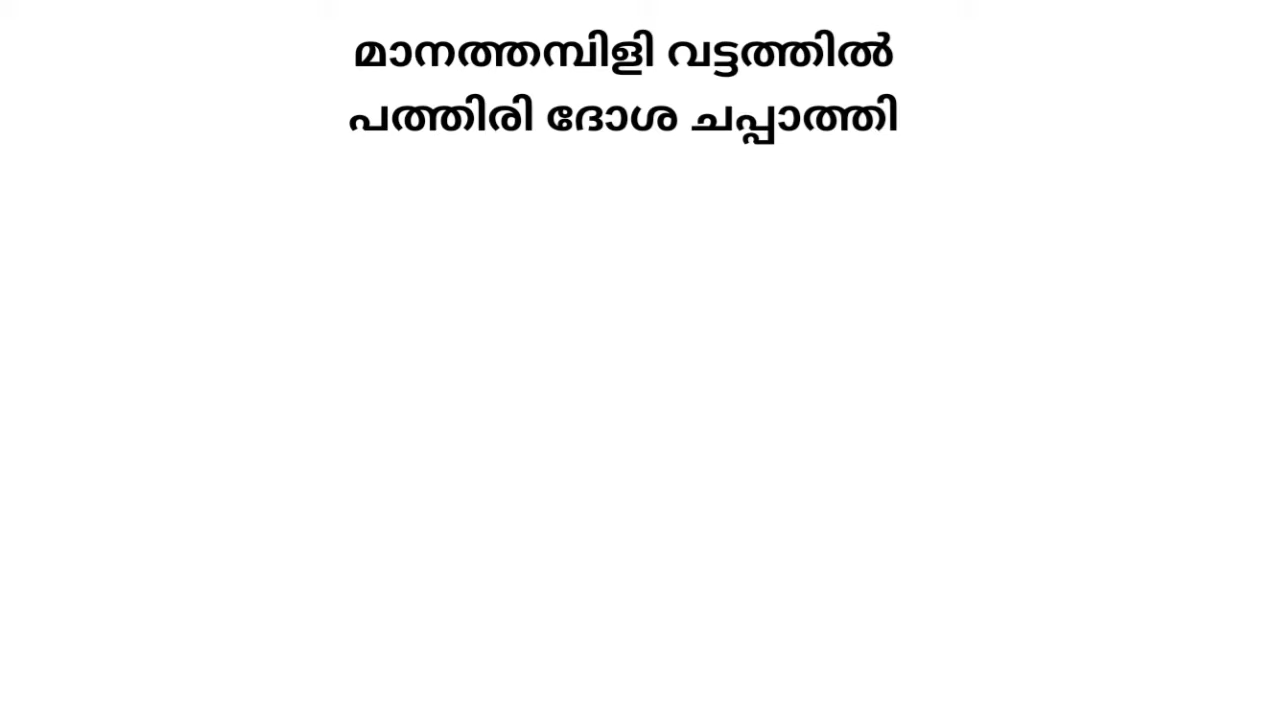 മാനത്തമ്പിളി വട്ടത്തിൽ
പത്തിരി ദോശ ചപ്പാത്തി